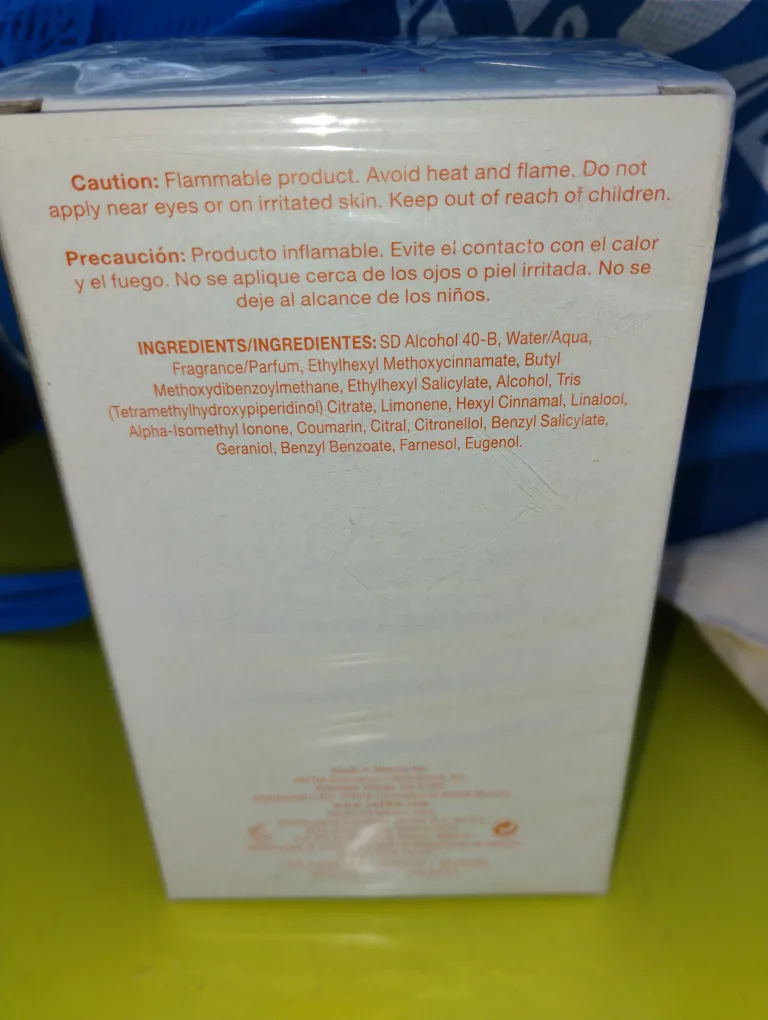 Caution: Flammable product. Avoid heat and flame. Do not
apply near eyes or on irritated skin. Keep out of reach of children.
Precaución: Producto inflamable. Evite el contacto con el calor
y el fuego. No se aplique cerca de los ojos o piel irritada. No se
deje al alcance de los niños.
INGREDIENTS/INGREDIENTES: SD Alcohol 40-B, Water/Aqua,
Fragrance/Parfum, Ethylhexyl Methoxycinnamate, Butyl
Methoxydibenzoylmethane, Ethylhexyl Salicylate, Alcohol, Tris
(Tetramethylhydroxypiperidinol) Citrate, Limonene, Hexyl Cinnamal, Linalool,
Alpha-Isomethyl Ionone, Coumarin, Citral, Citronellol, Benzyl Salicylate,
Geraniol, Benzyl Benzoate, Farnesol, Eugenol.